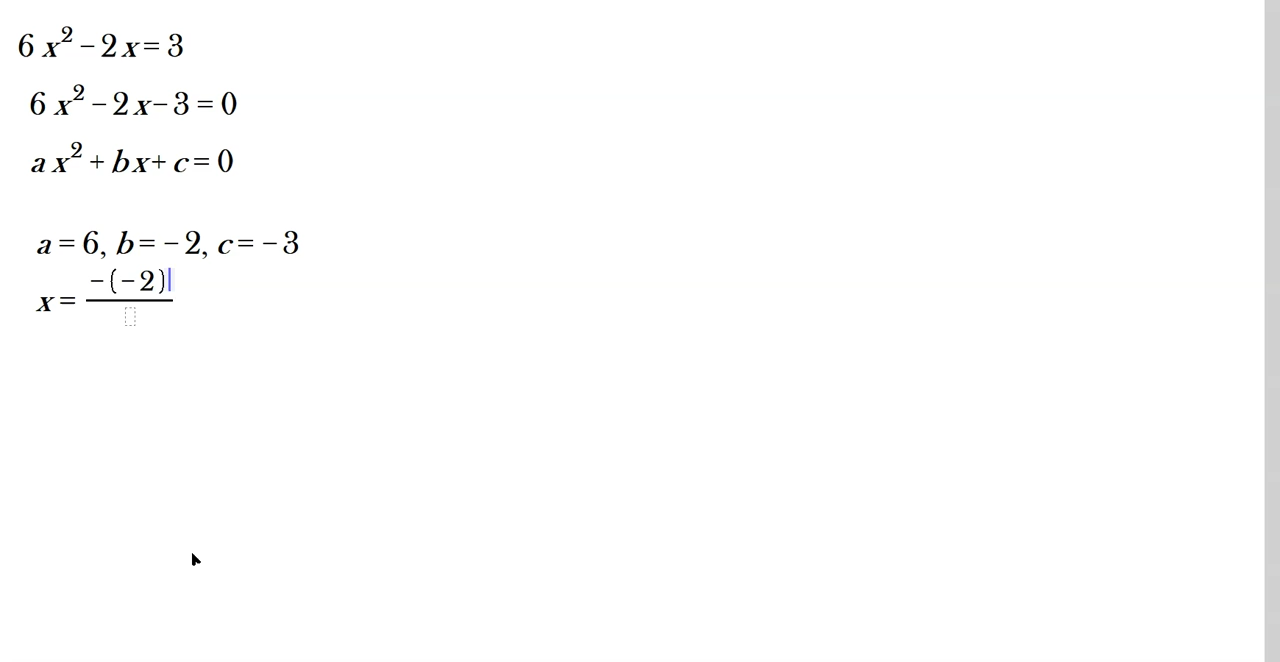 6x² − 2x = 3
6x² − 2x − 3 = 0
ax² + bx + c = 0
a = 6, b = − 2, c = − 3
x = −(−2)